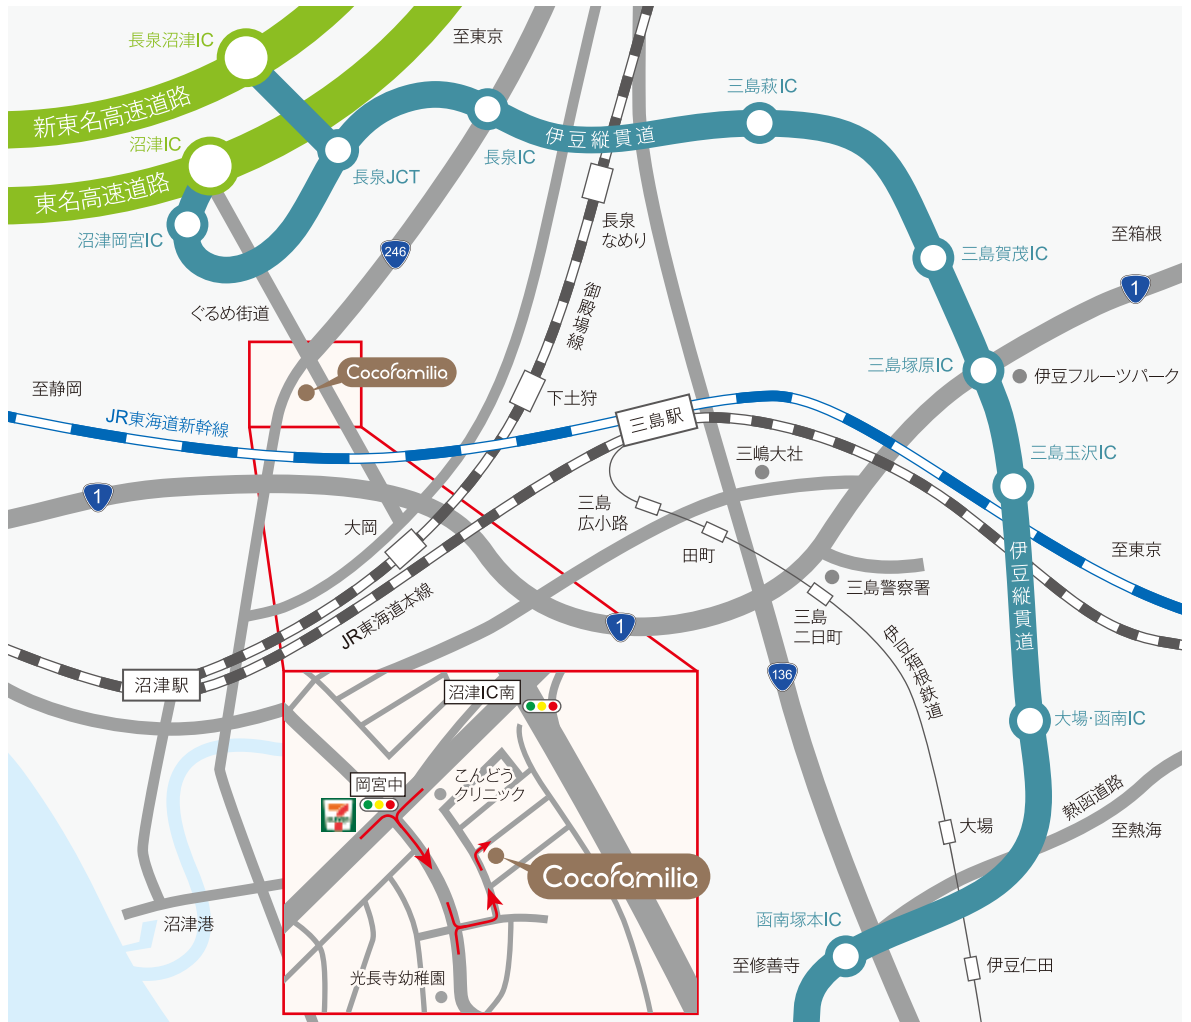 長泉沼津IC
至東京
新東名高速道路
沼津IC
東名高速道路
沼津岡宮IC
長泉JCT
長泉IC
伊豆縦貫道
三島萩IC
長泉
なめり
246
至箱根
三島賀茂IC
1
ぐるめ街道
御殿場線
Cocofamilia
至静岡
JR東海道新幹線
下土狩
三島駅
三島塚原IC
伊豆フルーツパーク
三嶋大社
三島玉沢IC
1
大岡
三島
広小路
田町
至東京
伊豆縦貫道
三島警察署
JR東海道本線
1
三島
二日町
伊豆箱根鉄道
沼津駅
136
沼津IC南
大場·函南IC
岡宮中
こんどう
クリニック
7
熱函道路
大場
至熱海
Cocofamilia
沼津港
函南塚本IC
光長寺幼稚園
至修善寺
伊豆仁田